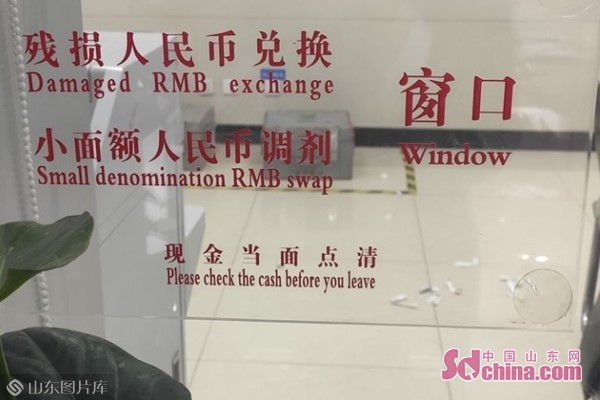 残损人民币兑换
Damaged RMB exchange
窗口
Window
小面额人民币调剂
Small denomination RMB swap
现金当面点清
Please check the cash before you leave
中国山东网
Sdchina.com
山东图片库